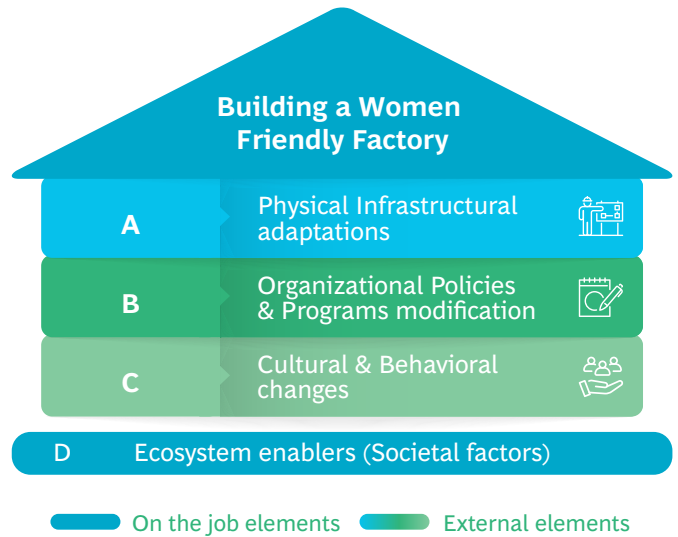 Building a Women
Friendly Factory
A
Physical Infrastructural
adaptations
B
Organizational Policies
& Programs modification
C
Cultural & Behavioral
changes
D Ecosystem enablers (Societal factors)
On the job elements External elements